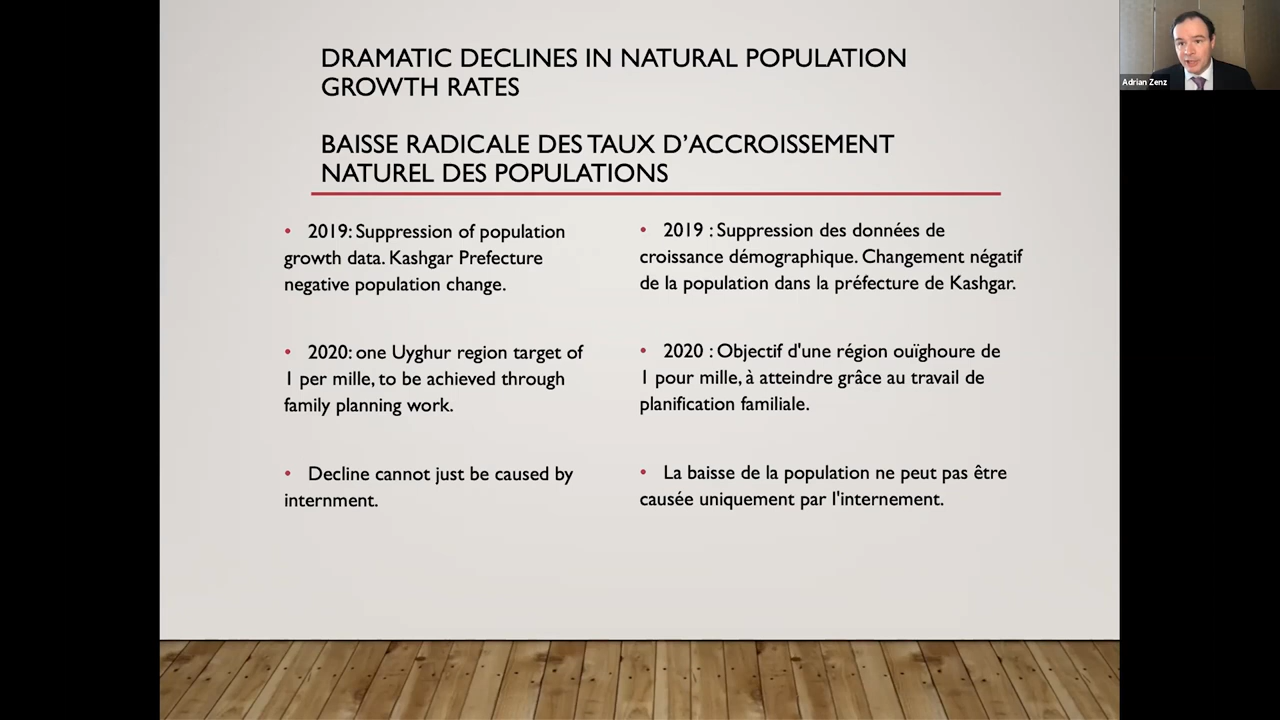 DRAMATIC DECLINES IN NATURAL POPULATION
GROWTH RATES
BAISSE RADICALE DES TAUX D’ACCROISSEMENT
NATUREL DES POPULATIONS
• 2019: Suppression of population
growth data. Kashgar Prefecture
negative population change.
• 2020: one Uyghur region target of
1 per mille, to be achieved through
family planning work.
• Decline cannot just be caused by
internment.
• 2019 : Suppression des données de
croissance démographique. Changement négatif
de la population dans la préfecture de Kashgar.
• 2020 : Objectif d'une région ouïghoure de
1 pour mille, à atteindre grâce au travail de
planification familiale.
• La baisse de la population ne peut pas être
causée uniquement par l'internement.
Adrian Zenz